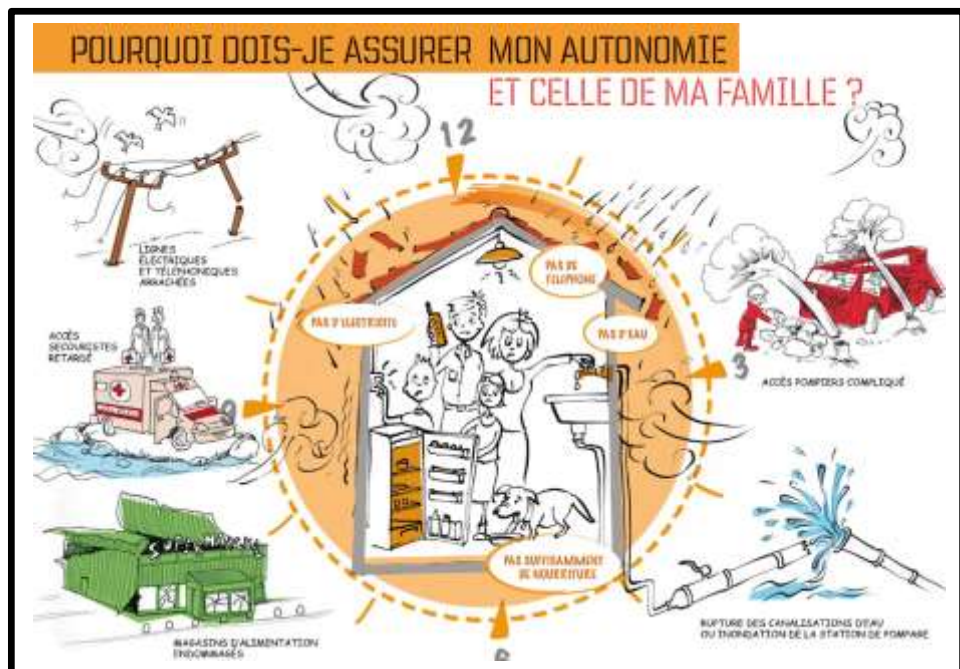 POURQUOI DOIS-JE ASSURER MON AUTONOMIE
ET CELLE DE MA FAMILLE ?
12
LIGNES
ÉLECTRIQUES
ET TÉLÉPHONIQUES
ARRACHÉES
PAS DE
TÉLÉPHONE
PAS D'ÉLECTRICITÉ
PAS D'EAU
ACCÈS
SECOURISTES
RETARDÉ
3
ACCÈS POMPIERS COMPLIQUÉ
9
PAS SUFFISAMMENT
DE NOURRITURE
MAGASINS D'ALIMENTATION
ENDOMMAGÉS
RUPTURE DES CANALISATIONS D'EAU
OU INONDATION DE LA STATION DE POMPAGE